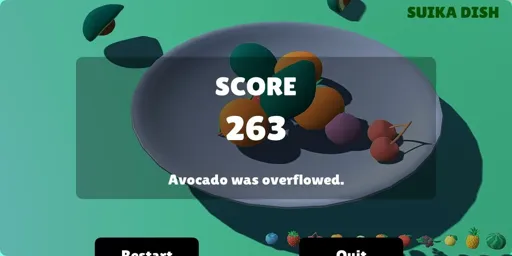 SUIKA DISH
SCORE
263
Avocado was overflowed.
Restart
Quit